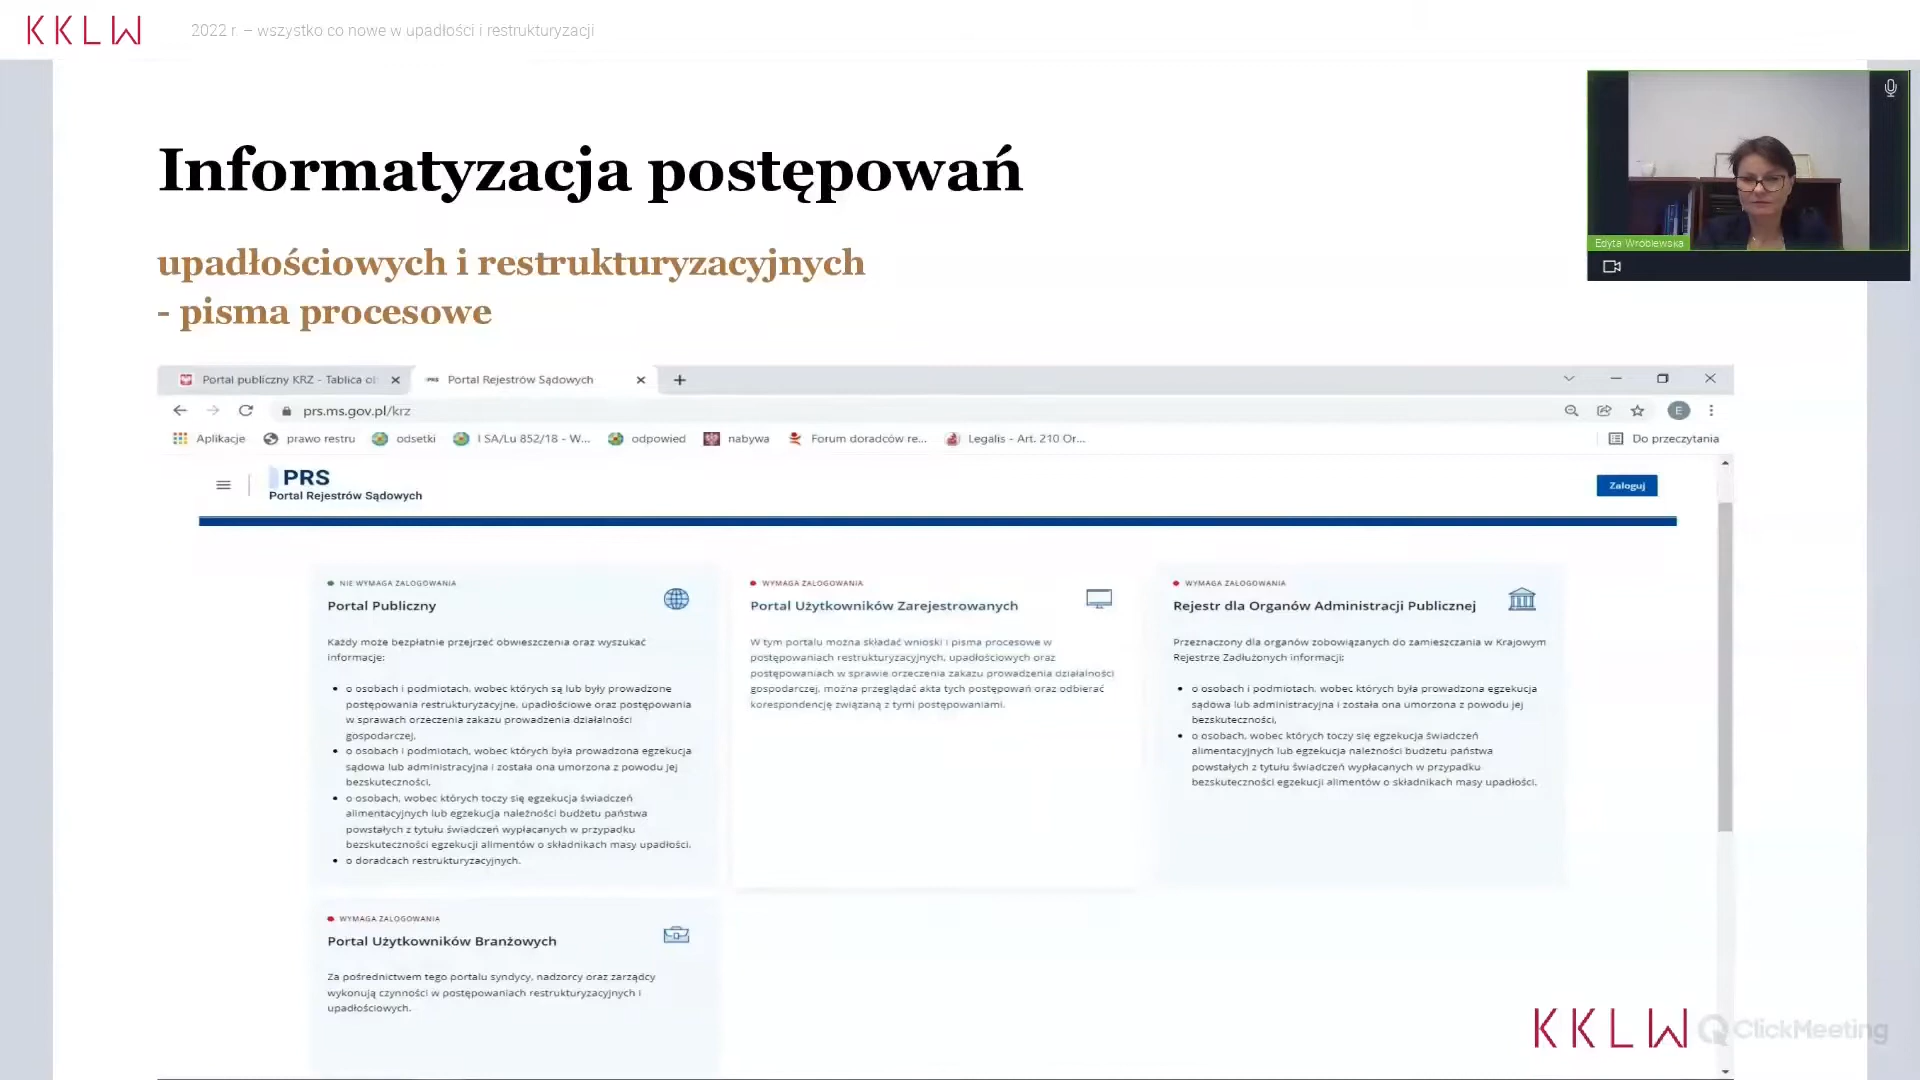 KKLW
2022 r. – wszystko co nowe w upadłości i restrukturyzacji
Edyta Wróblewska
Informatyzacja postępowań
upadłościowych i restrukturyzacyjnych
- pisma procesowe
Portal publiczny KRZ - Tablica o
PRS Portal Rejestrów Sądowych
prs.ms.gov.pl/krz
E
Aplikacje prawo restru odsetki I SA/Lu 852/18 - W... odpowied nabywa Forum doradców re... Legalis - Art. 210 Or... Do przeczytania
PRS
Portal Rejestrów Sądowych
Zaloguj
NIE WYMAGA ZALOGOWANIA
Portal Publiczny
Każdy może bezpłatnie przejrzeć obwieszczenia oraz wyszukać
informacje:
• o osobach i podmiotach, wobec których są lub były prowadzone
postępowania restrukturyzacyjne, upadłościowe oraz postępowania
w sprawach orzeczenia zakazu prowadzenia działalności
gospodarczej,
• o osobach i podmiotach, wobec których była prowadzona egzekucja
sądowa lub administracyjna i została ona umorzona z powodu jej
bezskuteczności,
• o osobach, wobec których toczy się egzekucja świadczeń
alimentacyjnych lub egzekucja należności budżetu państwa
powstałych z tytułu świadczeń wypłacanych w przypadku
bezskuteczności egzekucji alimentów o składnikach masy upadłości,
• o doradcach restrukturyzacyjnych.
WYMAGA ZALOGOWANIA
Portal Użytkowników Zarejestrowanych
W tym portalu można składać wnioski i pisma procesowe w
postępowaniach restrukturyzacyjnych, upadłościowych oraz
postępowaniach w sprawie orzeczenia zakazu prowadzenia działalności
gospodarczej, można przeglądać akta tych postępowań oraz odbierać
korespondencję związaną z tymi postępowaniami.
WYMAGA ZALOGOWANIA
Rejestr dla Organów Administracji Publicznej
Przeznaczony dla organów zobowiązanych do zamieszczania w Krajowym
Rejestrze Zadłużonych informacji:
• o osobach i podmiotach, wobec których była prowadzona egzekucja
sądowa lub administracyjna i została ona umorzona z powodu jej
bezskuteczności,
• o osobach, wobec których toczy się egzekucja świadczeń
alimentacyjnych lub egzekucja należności budżetu państwa
powstałych z tytułu świadczeń wypłacanych w przypadku
bezskuteczności egzekucji alimentów o składnikach masy upadłości.
WYMAGA ZALOGOWANIA
Portal Użytkowników Branżowych
Za pośrednictwem tego portalu syndycy, nadzorcy oraz zarządcy
wykonują czynności w postępowaniach restrukturyzacyjnych i
upadłościowych.
KKLW ClickMeeting